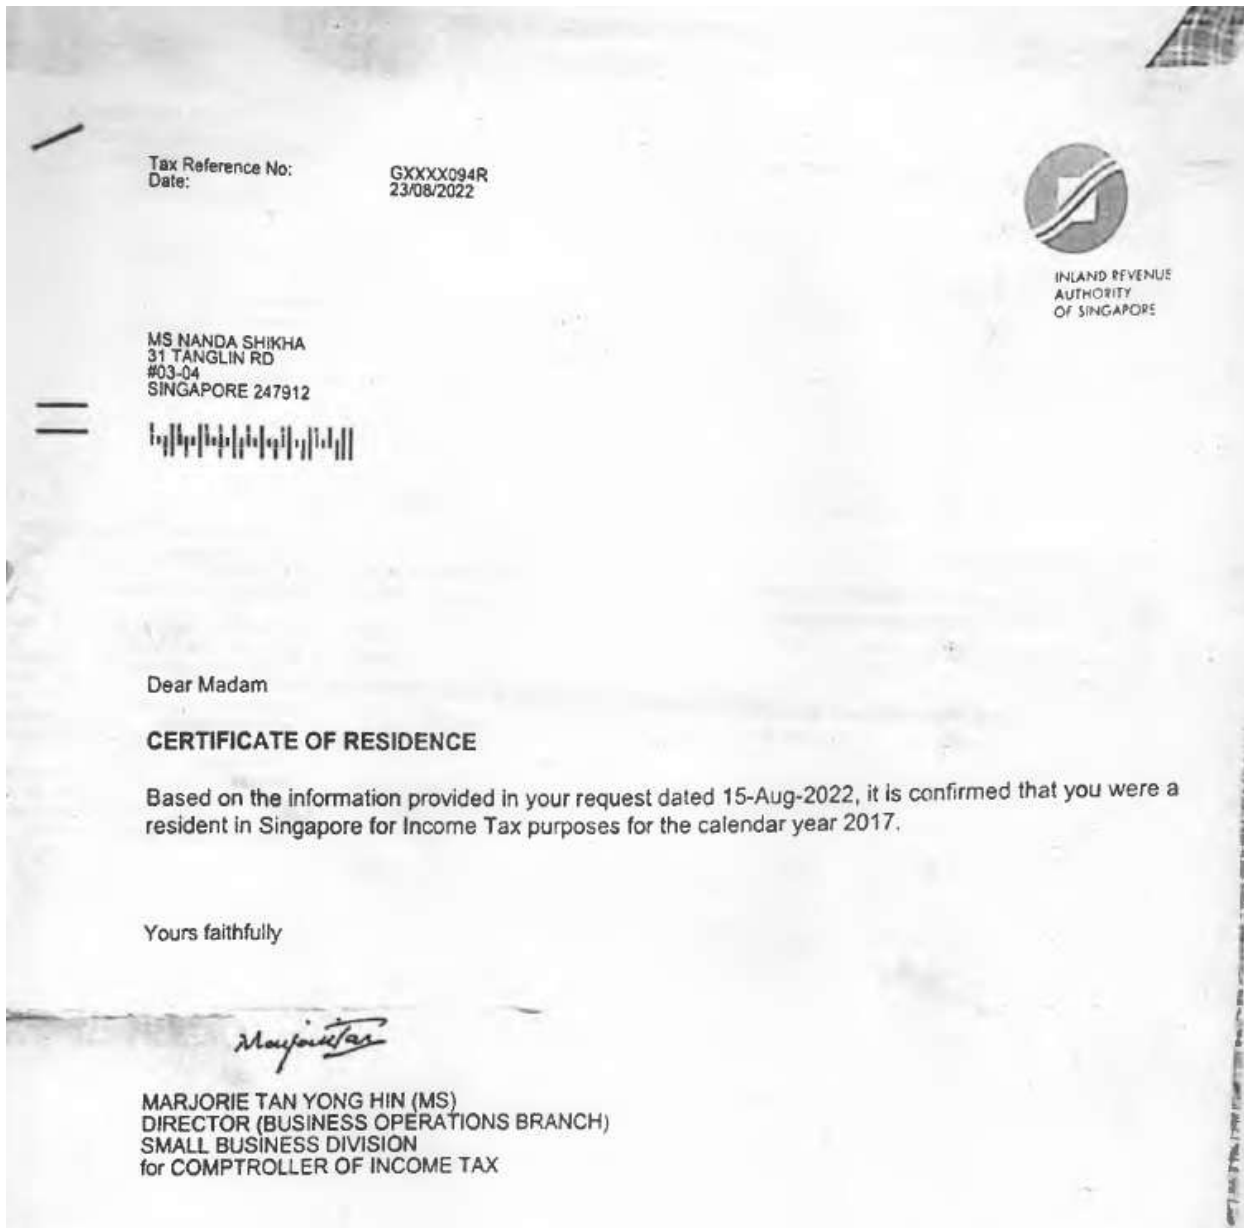 Tax Reference No: GXXXX094R
Date: 23/08/2022
INLAND REVENUE
AUTHORITY
OF SINGAPORE
MS NANDA SHIKHA
31 TANGLIN RD
#03-04
SINGAPORE 247912
Dear Madam
CERTIFICATE OF RESIDENCE
Based on the information provided in your request dated 15-Aug-2022, it is confirmed that you were a
resident in Singapore for Income Tax purposes for the calendar year 2017.
Yours faithfully
Marjorie Tan
MARJORIE TAN YONG HIN (MS)
DIRECTOR (BUSINESS OPERATIONS BRANCH)
SMALL BUSINESS DIVISION
for COMPTROLLER OF INCOME TAX